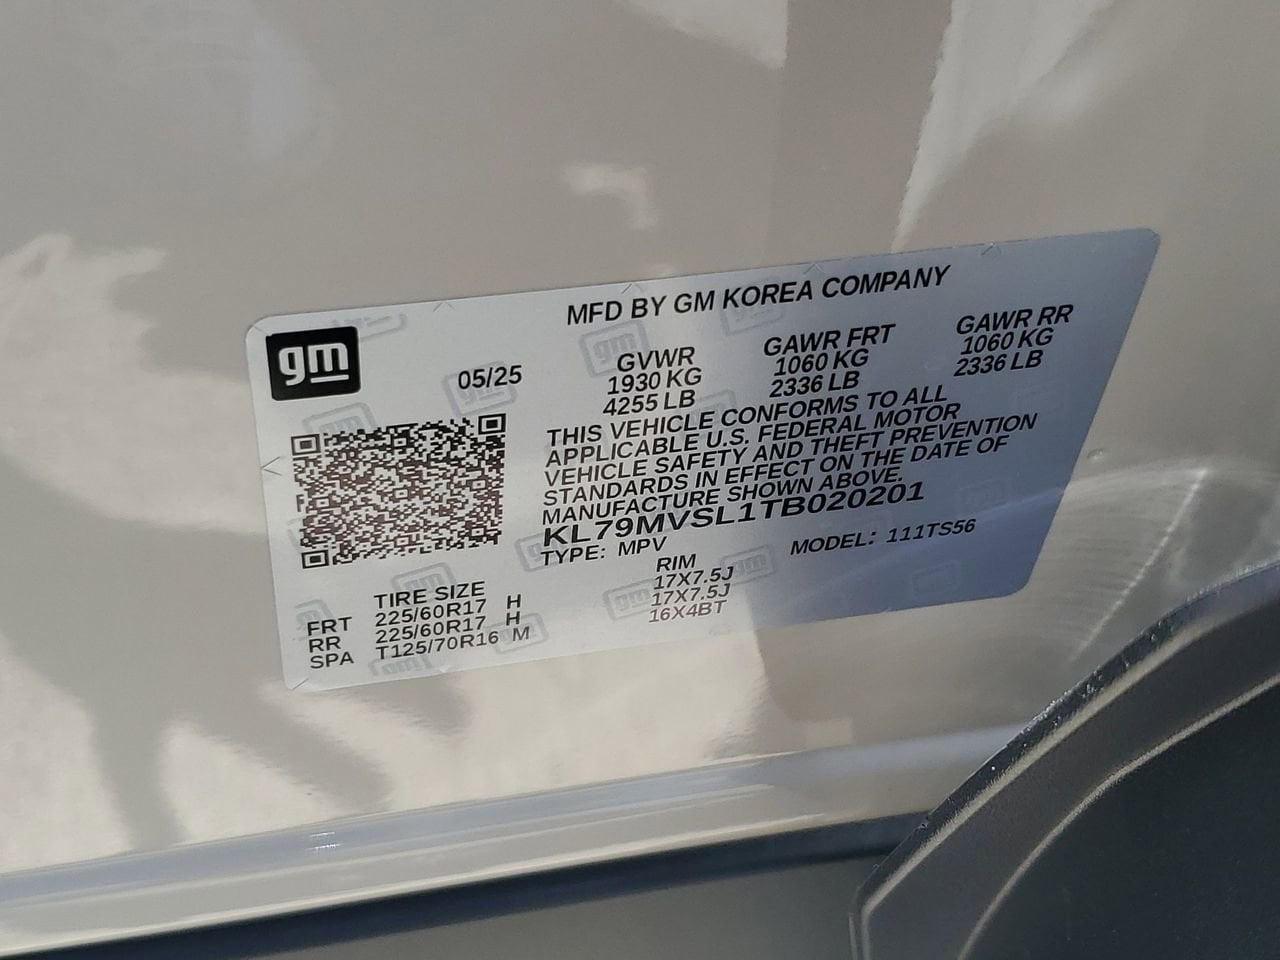 gm
MFD BY GM KOREA COMPANY
05/25
GVWR GAWR FRT GAWR RR
1930 KG 1060 KG 1060 KG
4255 LB 2336 LB 2336 LB
THIS VEHICLE CONFORMS TO ALL
APPLICABLE U.S. FEDERAL MOTOR
VEHICLE SAFETY AND THEFT PREVENTION
STANDARDS IN EFFECT ON THE DATE OF
MANUFACTURE SHOWN ABOVE.
KL79MVSL1TB020201
TYPE: MPV MODEL: 111TS56
TIRE SIZE RIM
FRT 225/60R17 H 17X7.5J
RR 225/60R17 H 17X7.5J
SPA T125/70R16 M 16X4BT